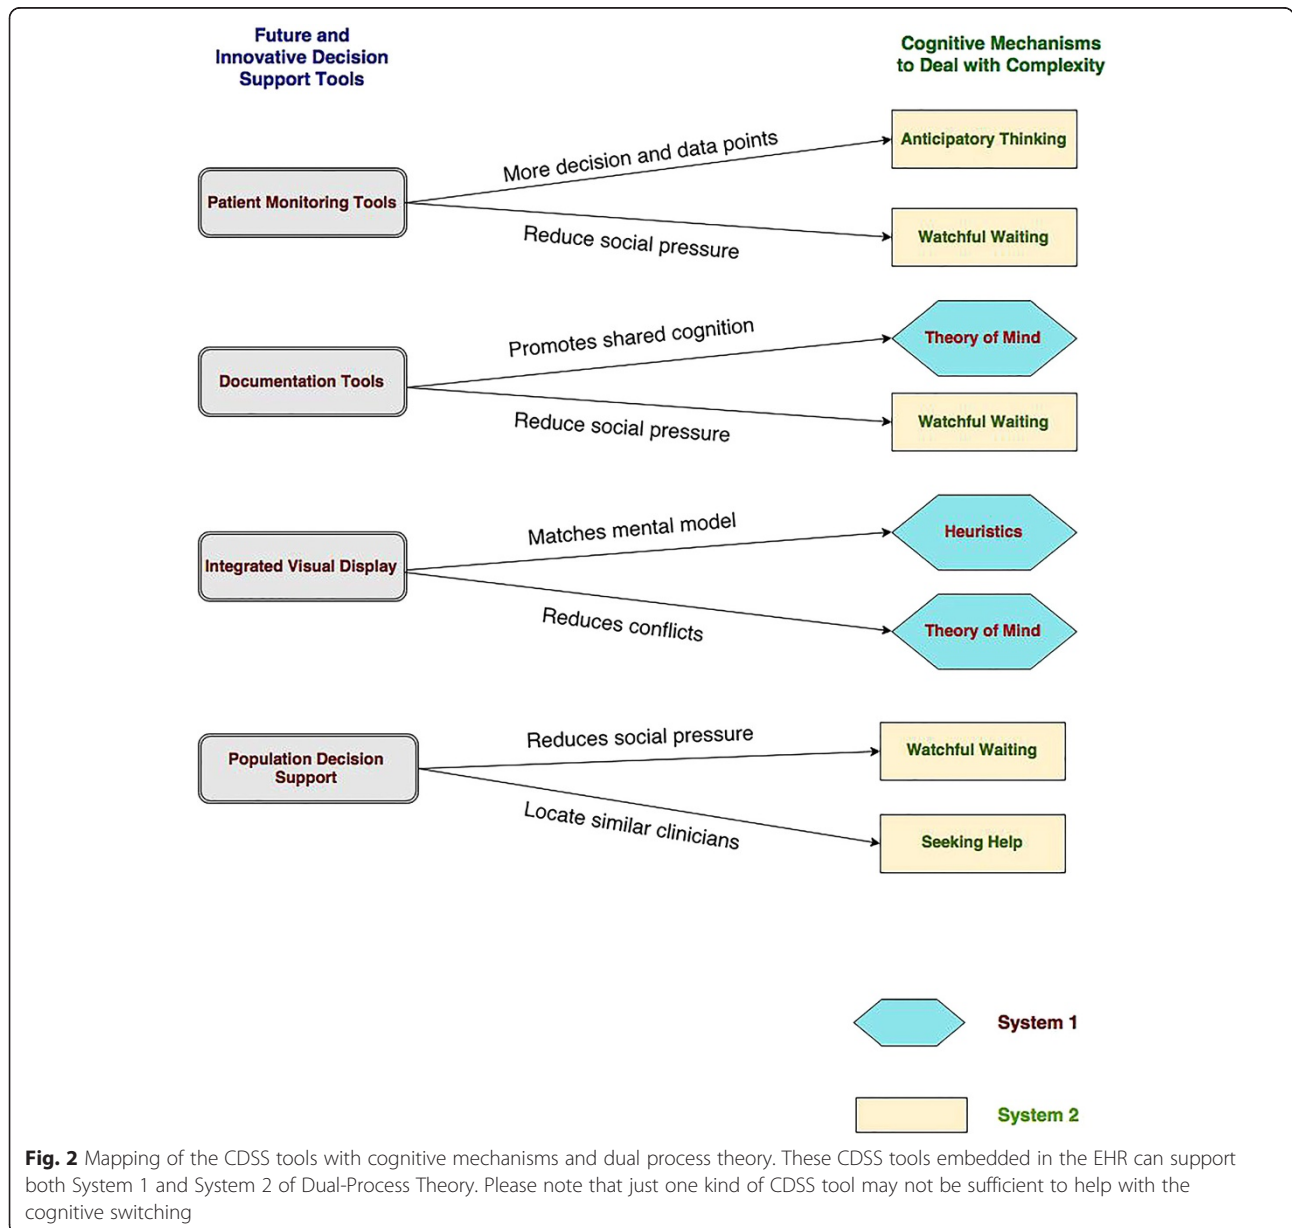 Future and
Innovative Decision
Support Tools
Cognitive Mechanisms
to Deal with Complexity
Patient Monitoring Tools
More decision and data points
Anticipatory Thinking
Reduce social pressure
Watchful Waiting
Documentation Tools
Promotes shared cognition
Theory of Mind
Reduce social pressure
Watchful Waiting
Integrated Visual Display
Matches mental model
Heuristics
Reduces conflicts
Theory of Mind
Population Decision
Support
Reduces social pressure
Watchful Waiting
Locate similar clinicians
Seeking Help
System 1
System 2
Fig. 2 Mapping of the CDSS tools with cognitive mechanisms and dual process theory. These CDSS tools embedded in the EHR can support
both System 1 and System 2 of Dual-Process Theory. Please note that just one kind of CDSS tool may not be sufficient to help with the
cognitive switching